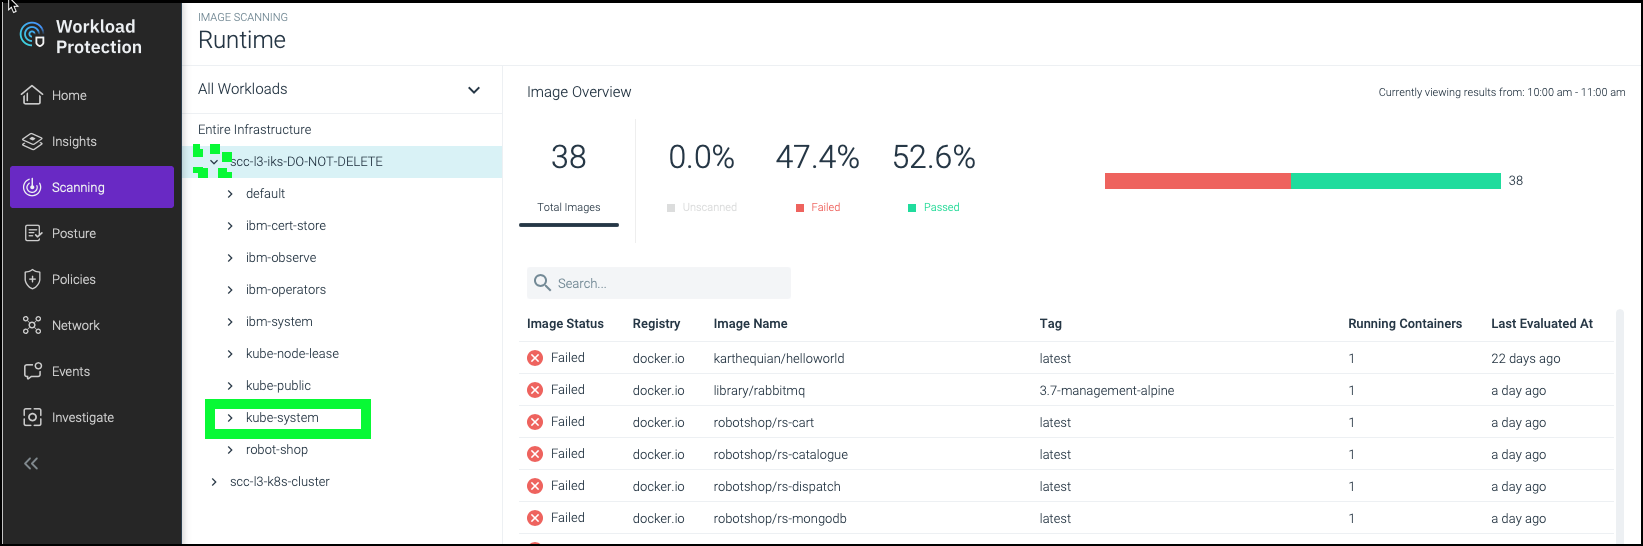 Workload
Protection
Home
Insights
Scanning
Posture
Policies
Network
Events
Investigate
IMAGE SCANNING
Runtime
All Workloads
Entire Infrastructure
scc-l3-iks-DO-NOT-DELETE
default
ibm-cert-store
ibm-observe
ibm-operators
ibm-system
kube-node-lease
kube-public
kube-system
robot-shop
scc-l3-k8s-cluster
Image Overview
Currently viewing results from: 10:00 am - 11:00 am
38 0.0% 47.4% 52.6%
38
Total Images Unscanned Failed Passed
Search...
Image Status Registry Image Name Tag Running Containers Last Evaluated At
Failed docker.io karthequian/helloworld latest 1 22 days ago
Failed docker.io library/rabbitmq 3.7-management-alpine 1 a day ago
Failed docker.io robotshop/rs-cart latest 1 a day ago
Failed docker.io robotshop/rs-catalogue latest 1 a day ago
Failed docker.io robotshop/rs-dispatch latest 1 a day ago
Failed docker.io robotshop/rs-mongodb latest 1 a day ago